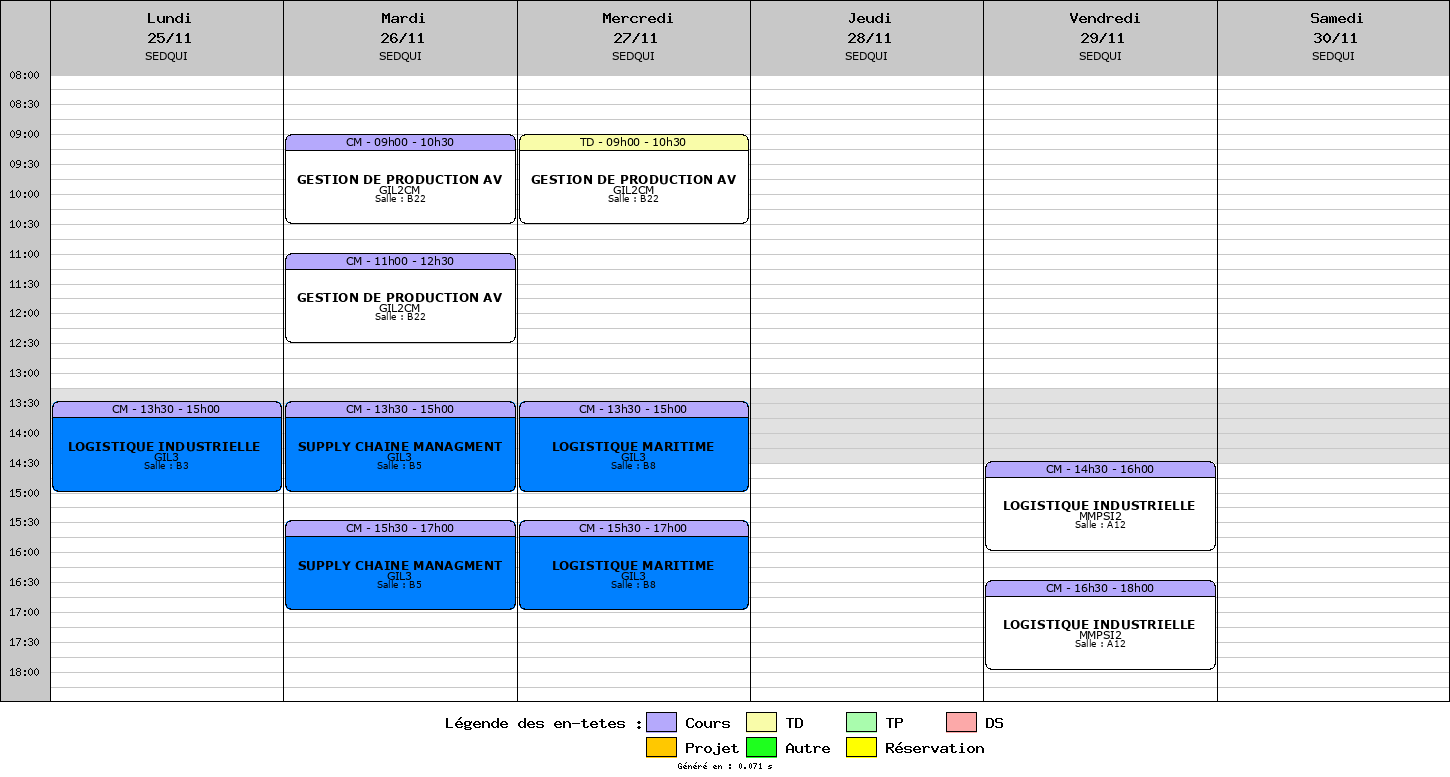 Lundi
25/11
SEDQUI
Mardi
26/11
SEDQUI
Mercredi
27/11
SEDQUI
Jeudi
28/11
SEDQUI
Vendredi
29/11
SEDQUI
Samedi
30/11
SEDQUI
08:00
08:30
09:00
09:30
10:00
10:30
11:00
11:30
12:00
12:30
13:00
13:30
14:00
14:30
15:00
15:30
16:00
16:30
17:00
17:30
18:00
CM - 13h30 - 15h00
LOGISTIQUE INDUSTRIELLE
GIL3
Salle : B3
CM - 09h00 - 10h30
GESTION DE PRODUCTION AV
GIL2CM
Salle : B22
CM - 11h00 - 12h30
GESTION DE PRODUCTION AV
GIL2CM
Salle : B22
CM - 13h30 - 15h00
SUPPLY CHAINE MANAGMENT
GIL3
Salle : B5
CM - 15h30 - 17h00
SUPPLY CHAINE MANAGMENT
GIL3
Salle : B5
TD - 09h00 - 10h30
GESTION DE PRODUCTION AV
GIL2CM
Salle : B22
CM - 13h30 - 15h00
LOGISTIQUE MARITIME
GIL3
Salle : B8
CM - 15h30 - 17h00
LOGISTIQUE MARITIME
GIL3
Salle : B8
CM - 14h30 - 16h00
LOGISTIQUE INDUSTRIELLE
MMPSI2
Salle : A12
CM - 16h30 - 18h00
LOGISTIQUE INDUSTRIELLE
MMPSI2
Salle : A12
Légende des en-tetes : Cours TD TP DS
Projet Autre Réservation
Généré en : 0.071 s